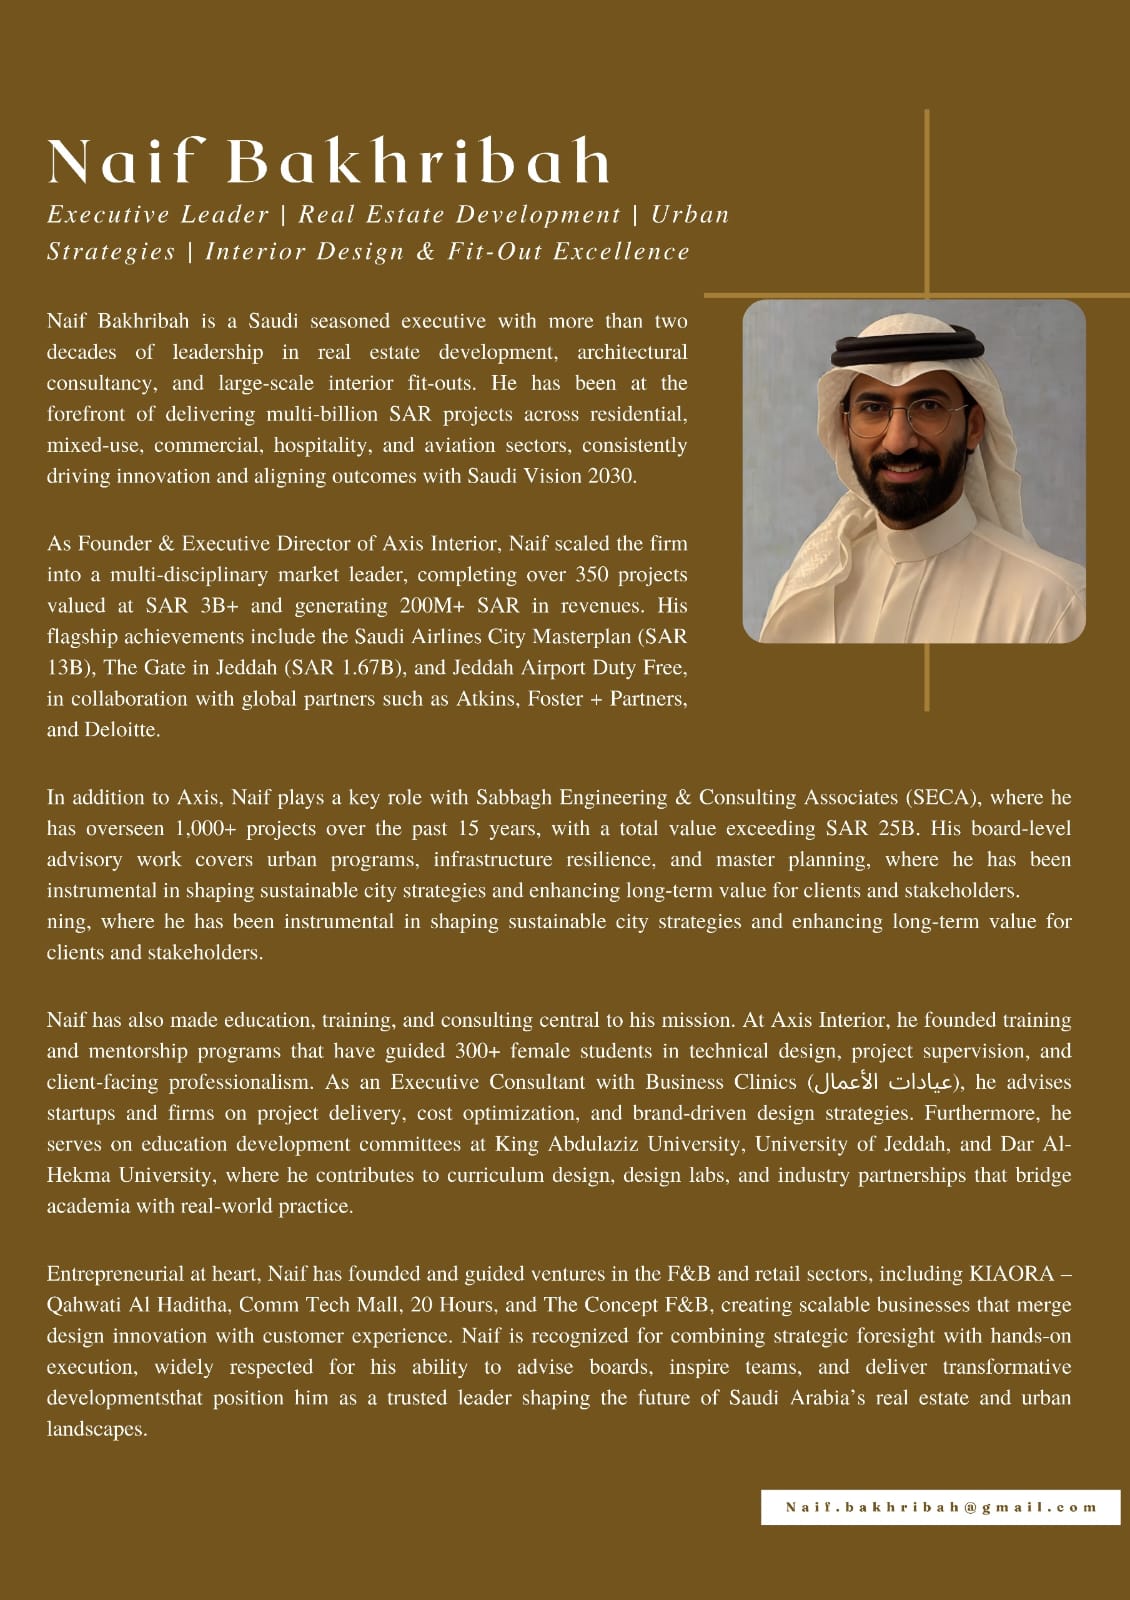 Naif Bakhribah
Executive Leader | Real Estate Development | Urban
Strategies | Interior Design & Fit-Out Excellence
Naif Bakhribah is a Saudi seasoned executive with more than two
decades of leadership in real estate development, architectural
consultancy, and large-scale interior fit-outs. He has been at the
forefront of delivering multi-billion SAR projects across residential,
mixed-use, commercial, hospitality, and aviation sectors, consistently
driving innovation and aligning outcomes with Saudi Vision 2030.
As Founder & Executive Director of Axis Interior, Naif scaled the firm
into a multi-disciplinary market leader, completing over 350 projects
valued at SAR 3B+ and generating 200M+ SAR in revenues. His
flagship achievements include the Saudi Airlines City Masterplan (SAR
13B), The Gate in Jeddah (SAR 1.67B), and Jeddah Airport Duty Free,
in collaboration with global partners such as Atkins, Foster + Partners,
and Deloitte.
In addition to Axis, Naif plays a key role with Sabbagh Engineering & Consulting Associates (SECA), where he
has overseen 1,000+ projects over the past 15 years, with a total value exceeding SAR 25B. His board-level
advisory work covers urban programs, infrastructure resilience, and master planning, where he has been
instrumental in shaping sustainable city strategies and enhancing long-term value for clients and stakeholders.
ning, where he has been instrumental in shaping sustainable city strategies and enhancing long-term value for
clients and stakeholders.
Naif has also made education, training, and consulting central to his mission. At Axis Interior, he founded training
and mentorship programs that have guided 300+ female students in technical design, project supervision, and
client-facing professionalism. As an Executive Consultant with Business Clinics (عيادات الأعمال), he advises
startups and firms on project delivery, cost optimization, and brand-driven design strategies. Furthermore, he
serves on education development committees at King Abdulaziz University, University of Jeddah, and Dar Al-
Hekma University, where he contributes to curriculum design, design labs, and industry partnerships that bridge
academia with real-world practice.
Entrepreneurial at heart, Naif has founded and guided ventures in the F&B and retail sectors, including KIAORA –
Qahwati Al Haditha, Comm Tech Mall, 20 Hours, and The Concept F&B, creating scalable businesses that merge
design innovation with customer experience. Naif is recognized for combining strategic foresight with hands-on
execution, widely respected for his ability to advise boards, inspire teams, and deliver transformative
developmentsthat position him as a trusted leader shaping the future of Saudi Arabia’s real estate and urban
landscapes.
Naif.bakhribah@gmail.com